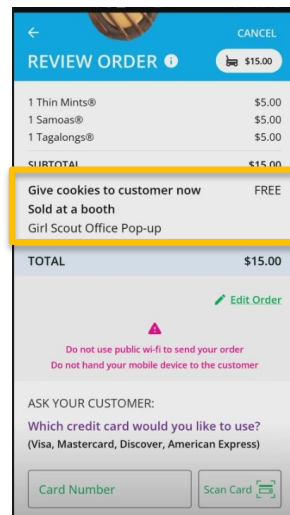 CANCEL
REVIEW ORDER i $15.00
1 Thin Mints® $5.00
1 Samoas® $5.00
1 Tagalongs® $5.00
SUBTOTAL $15.00
Give cookies to customer now FREE
Sold at a booth
Girl Scout Office Pop-up
TOTAL $15.00
Edit Order
Do not use public wi-fi to send your order
Do not hand your mobile device to the customer
ASK YOUR CUSTOMER:
Which credit card would you like to use?
(Visa, Mastercard, Discover, American Express)
Card Number Scan Card